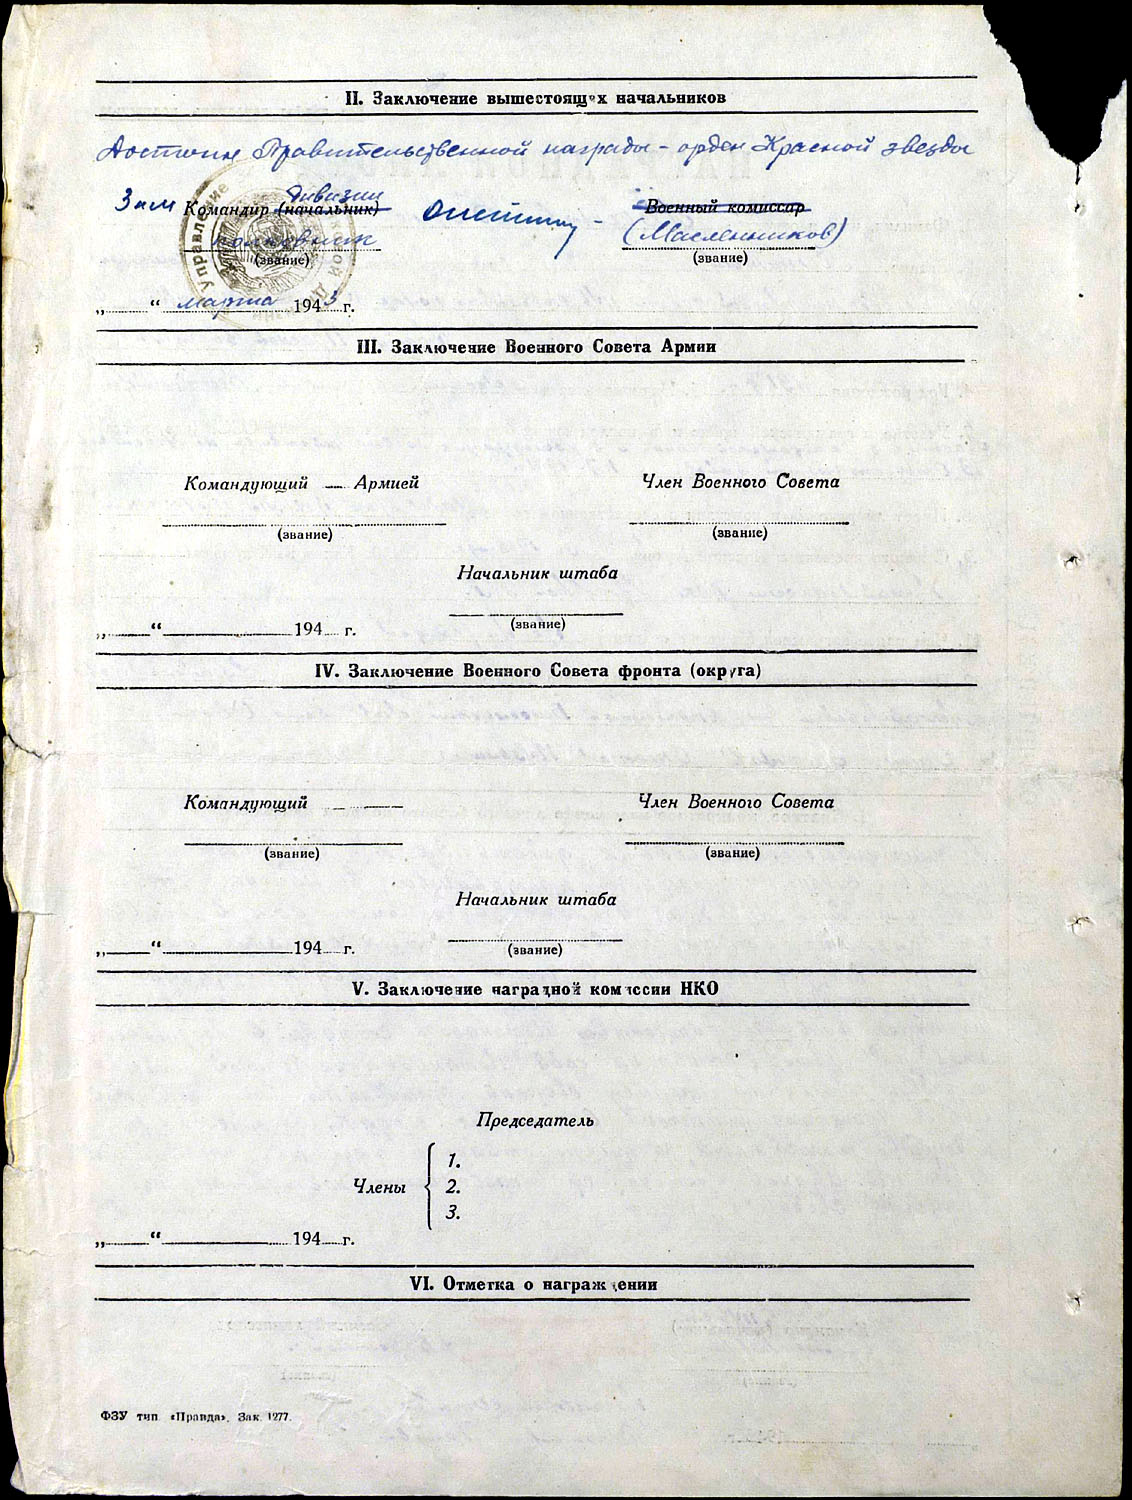 II. Заключение вышестоящих начальников
Достоин Правительственной награды - орден Красной звезды
Зам Командир (начальник) дивизии
Военный комиссар
полковник
(Масленников)
(звание) (звание)
„ “ марта 1943 г.
III. Заключение Военного Совета Армии
Командующий Армией Член Военного Совета
(звание) (звание)
Начальник штаба
(звание)
„ “ 194 г.
IV. Заключение Военного Совета фронта (округа)
Командующий Член Военного Совета
(звание) (звание)
Начальник штаба
(звание)
„ “ 194 г.
V. Заключение наградной комиссии НКО
Председатель
Члены
1.
2.
3.
„ “ 194 г.
VI. Отметка о награждении
ФЗУ тип «Правда». Зак. 1277.